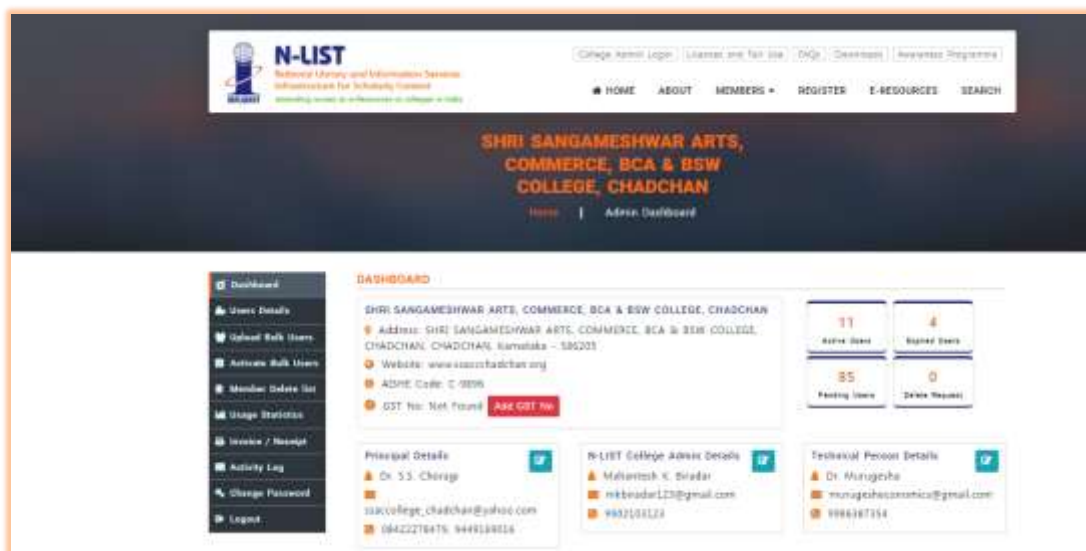 N-LIST
National Library and Information Services
Infrastructure for Scholarly Content
College Admin Login License and Fair Use FAQs Downloads Awareness Programme
HOME ABOUT MEMBERS REGISTER E-RESOURCES SEARCH
SHRI SANGAMESHWAR ARTS,
COMMERCE, BCA & BSW
COLLEGE, CHADCHAN
Home | Admin Dashboard
Dashboard
Users Details
Upload Bulk Users
Activate Bulk Users
Member Delete list
Usage Statistics
Invoice / Receipt
Activity Log
Change Password
Logout
DASHBOARD
SHRI SANGAMESHWAR ARTS, COMMERCE, BCA & BSW COLLEGE, CHADCHAN
Address: SHRI SANGAMESHWAR ARTS, COMMERCE, BCA & BSW COLLEGE,
CHADCHAN, CHADCHAN, Karnataka - 586205
Website:
AISHE Code: C-9896
GST No: Not Found Add GST No
11
Active Users
4
Expired Users
85
Pending Users
0
Delete Request
Principal Details
Dr. S.S. Choragi
ssaccollege_chadchan@yahoo.com
N-LIST College Admin Details
Mahantesh K. Biradar
mkbiradar123@gmail.com
9902103123
Technical Person Details
Dr. Murugesha
murugesheconomics@gmail.com
9986387354